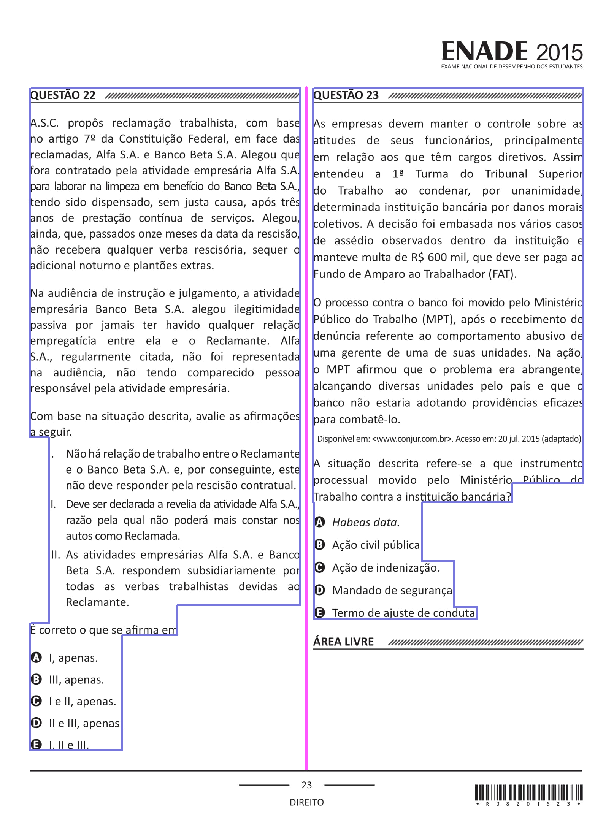 ENADE 2015
EXAME NACIONAL DE DESEMPENHO DOS ESTUDANTES
QUESTÃO 22
A.S.C. propôs reclamação trabalhista, com base
no artigo 7º da Constituição Federal, em face das
reclamadas, Alfa S.A. e Banco Beta S.A. Alegou que
fora contratado pela atividade empresária Alfa S.A.
para laborar na limpeza em benefício do Banco Beta S.A.,
tendo sido dispensado, sem justa causa, após três
anos de prestação contínua de serviços. Alegou,
ainda, que, passados onze meses da data da rescisão,
não recebera qualquer verba rescisória, sequer o
adicional noturno e plantões extras.
Na audiência de instrução e julgamento, a atividade
empresária Banco Beta S.A. alegou ilegitimidade
passiva por jamais ter havido qualquer relação
empregatícia entre ela e o Reclamante. Alfa
S.A., regularmente citada, não foi representada
na audiência, não tendo comparecido pessoa
responsável pela atividade empresária.
Com base na situação descrita, avalie as afirmações
a seguir.
I. Não há relação de trabalho entre o Reclamante
e o Banco Beta S.A. e, por conseguinte, este
não deve responder pela rescisão contratual.
II. Deve ser declarada a revelia da atividade Alfa S.A.,
razão pela qual não poderá mais constar nos
autos como Reclamada.
III. As atividades empresárias Alfa S.A. e Banco
Beta S.A. respondem subsidiariamente por
todas as verbas trabalhistas devidas ao
Reclamante.
É correto o que se afirma em
A I, apenas.
B III, apenas.
C I e II, apenas.
D II e III, apenas
E I, II e III.
QUESTÃO 23
As empresas devem manter o controle sobre as
atitudes de seus funcionários, principalmente
em relação aos que têm cargos diretivos. Assim
entendeu a 1ª Turma do Tribunal Superior
do Trabalho ao condenar, por unanimidade,
determinada instituição bancária por danos morais
coletivos. A decisão foi embasada nos vários casos
de assédio observados dentro da instituição e
manteve multa de R$ 600 mil, que deve ser paga ao
Fundo de Amparo ao Trabalhador (FAT).
O processo contra o banco foi movido pelo Ministério
Público do Trabalho (MPT), após o recebimento de
denúncia referente ao comportamento abusivo de
uma gerente de uma de suas unidades. Na ação,
o MPT afirmou que o problema era abrangente,
alcançando diversas unidades pelo país e que o
banco não estaria adotando providências eficazes
para combatê-lo.
Disponível em: <www.conjur.com.br>. Acesso em: 20 jul. 2015 (adaptado)
A situação descrita refere-se a que instrumento
processual movido pelo Ministério Público do
Trabalho contra a instituição bancária?
A Habeas data.
B Ação civil pública
C Ação de indenização.
D Mandado de segurança
E Termo de ajuste de conduta
ÁREA LIVRE
23
DIREITO
*R0820152 3*